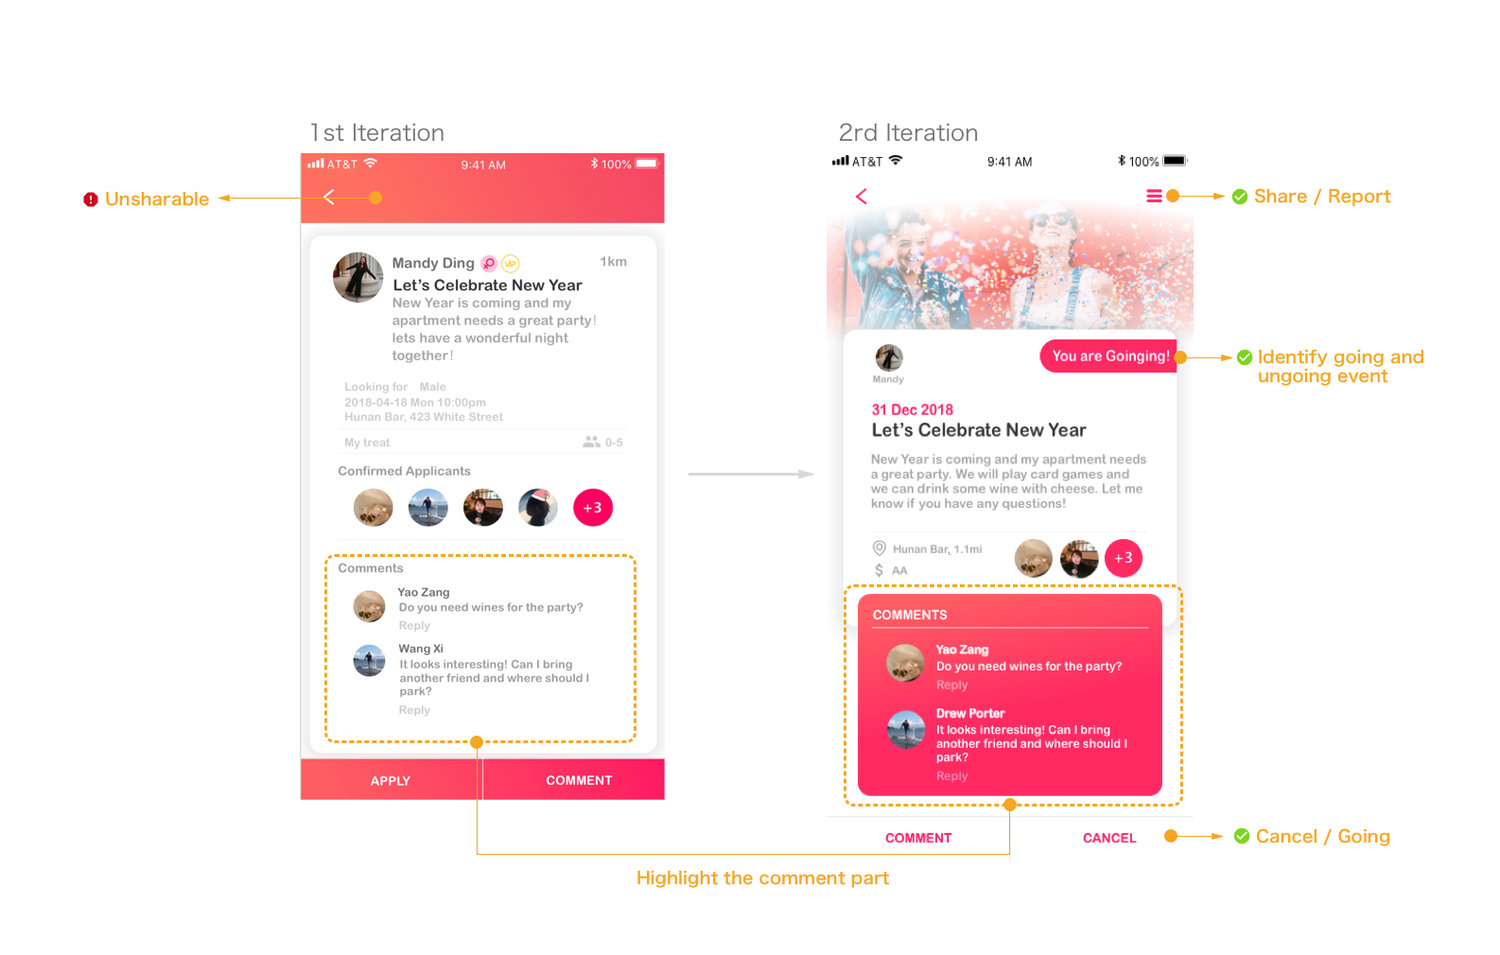 1st Iteration
AT&T
9:41 AM
100%
Unsharable
Mandy Ding
VIP
1km
Let's Celebrate New Year
New Year is coming and my
apartment needs a great party!
lets have a wonderful night
together!
Looking for Male
2018-04-18 Mon 10:00pm
Hunan Bar, 423 White Street
My treat
0-5
Confirmed Applicants
+3
Comments
Yao Zang
Do you need wines for the party?
Reply
Wang Xi
It looks interesting! Can I bring
another friend and where should I
park?
Reply
APPLY
COMMENT
2rd Iteration
AT&T
9:41 AM
100%
Share / Report
Mandy
You are Goinging!
Identify going and
ungoing event
31 Dec 2018
Let's Celebrate New Year
New Year is coming and my apartment needs
a great party. We will play card games and
we can drink some wine with cheese. Let me
know if you have any questions!
Hunan Bar, 1.1mi
$ AA
+3
COMMENTS
Yao Zang
Do you need wines for the party?
Reply
Drew Porter
It looks interesting! Can I bring
another friend and where should I
park?
Reply
COMMENT
CANCEL
Cancel / Going
Highlight the comment part